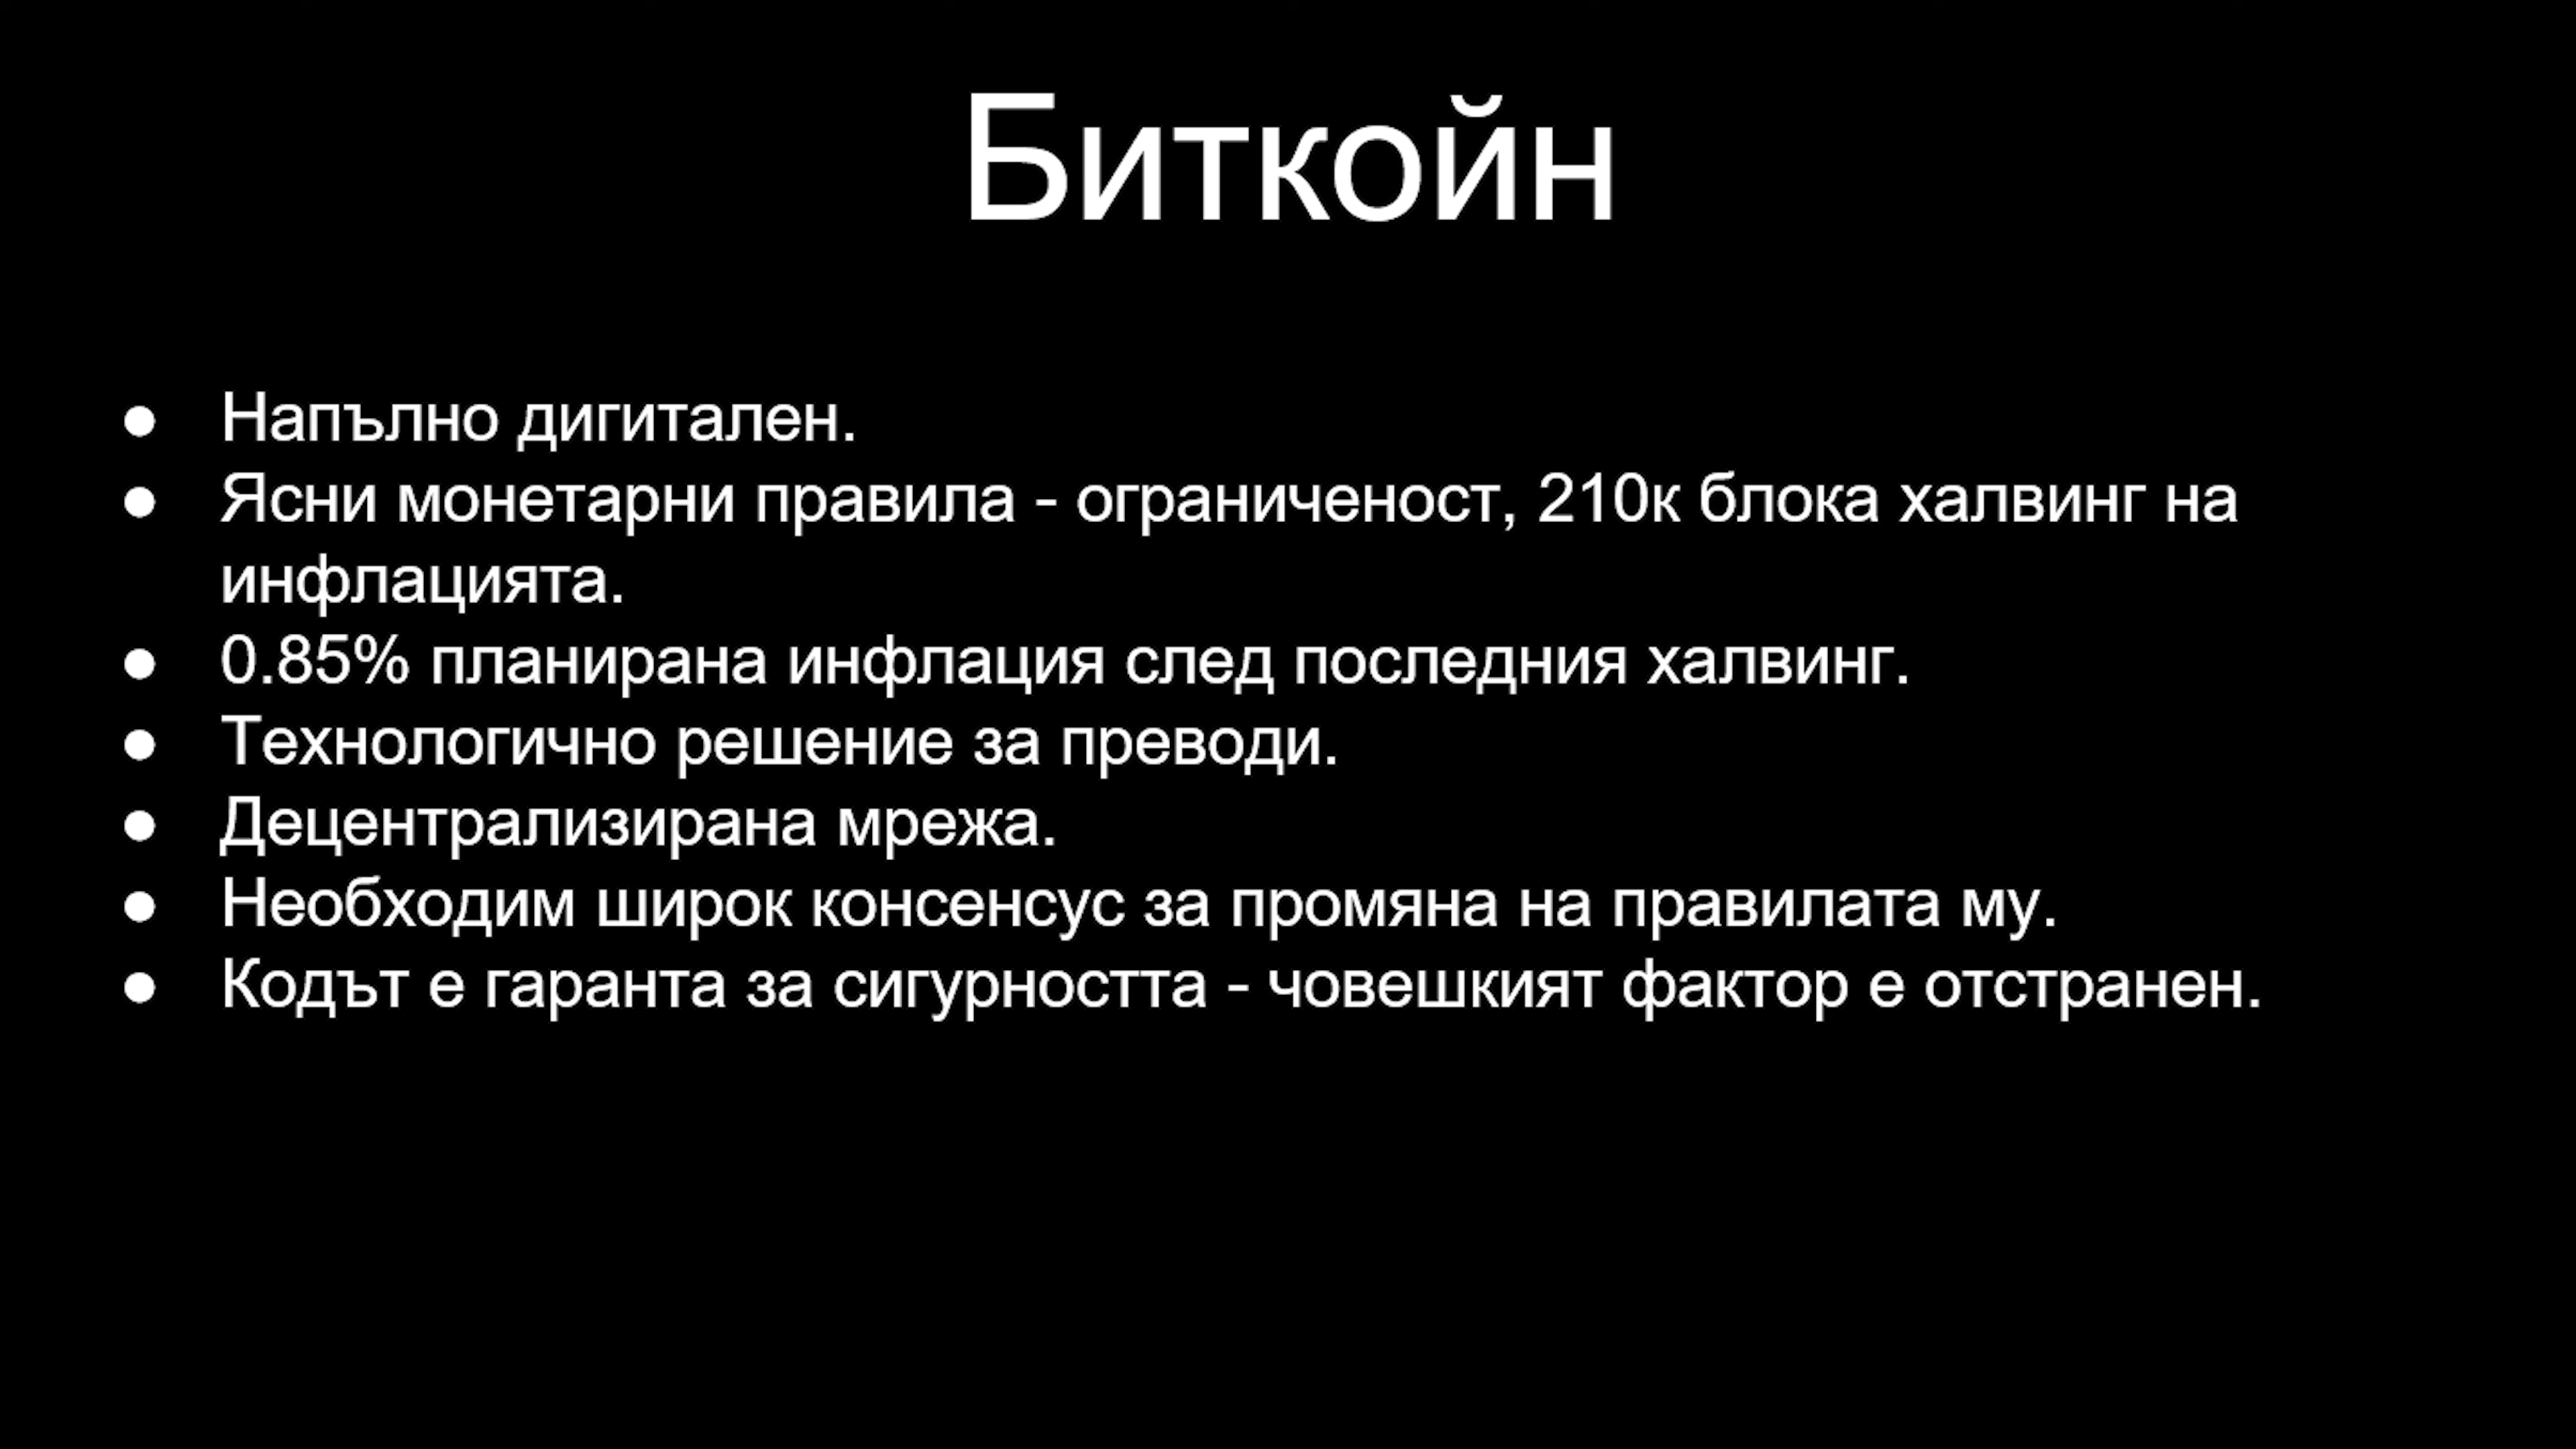 Биткойн
● Напълно дигитален.
● Ясни монетарни правила - ограниченост, 210к блока халвинг на
инфлацията.
● 0.85% планирана инфлация след последния халвинг.
● Технологично решение за преводи.
● Децентрализирана мрежа.
● Необходим широк консенсус за промяна на правилата му.
● Кодът е гаранта за сигурността - човешкият фактор е отстранен.